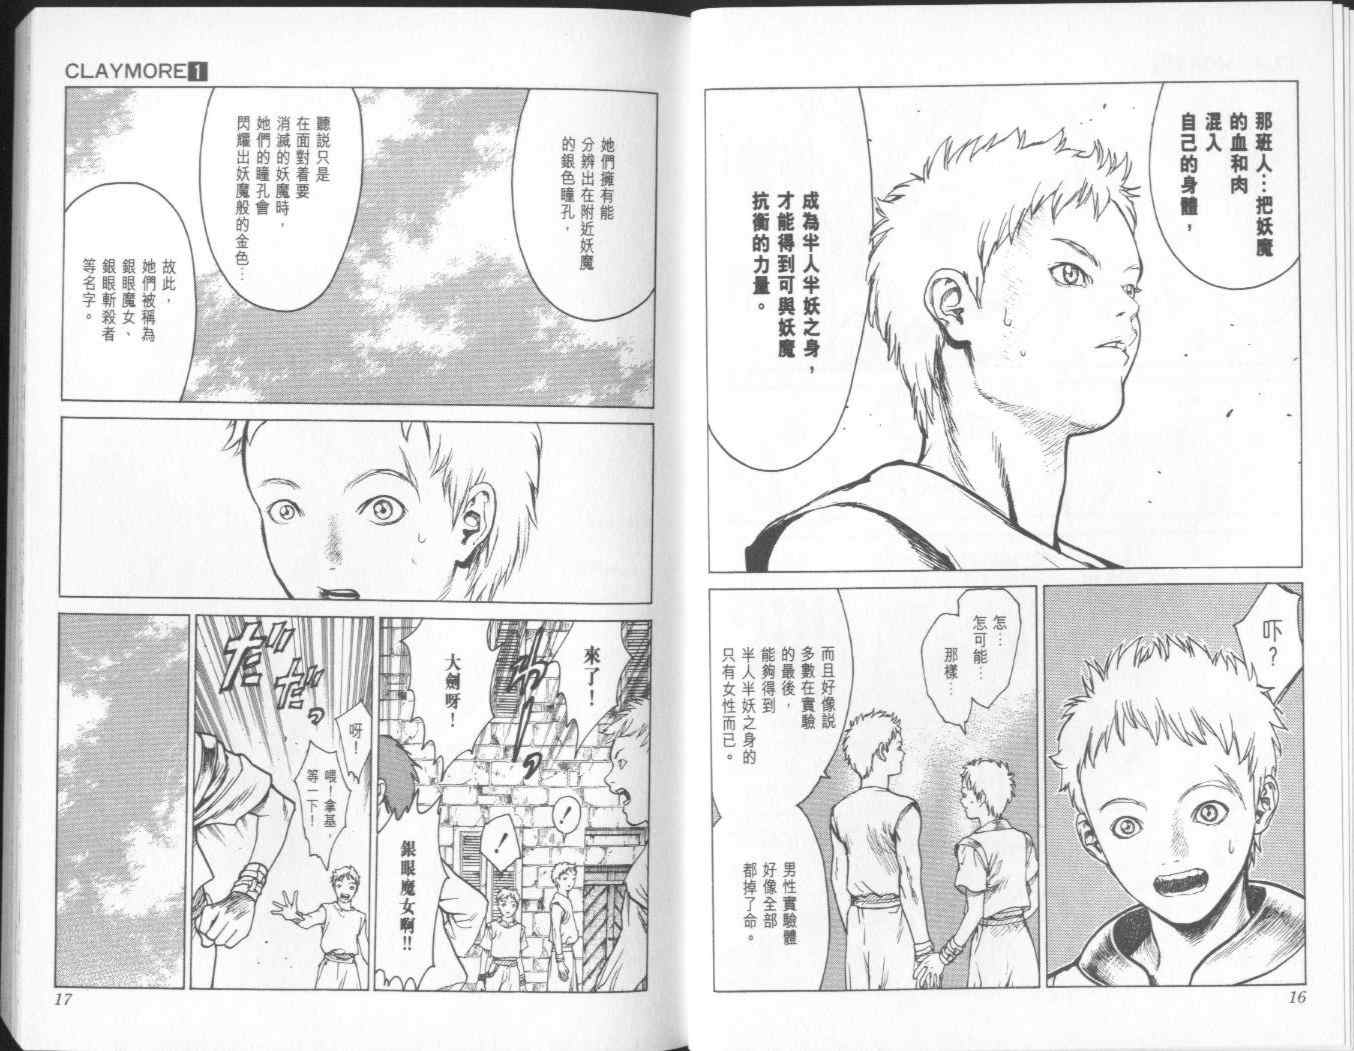 那班人…把妖魔
的血和肉
混入
自己的身體，
成為半人半妖之身，
才能得到可與妖魔
抗衡的力量。
吓？
怎…
怎可能…
那樣…
而且好像說
多數在實驗
的最後，
能夠得到
半人半妖之身的
只有女性而已。
男性實驗體
好像全部
都掉了命。
16
CLAYMORE1
她們擁有能
分辨出在附近妖魔
的銀色瞳孔，
聽説只是
在面對着要
消滅的妖魔時，
她們的瞳孔會
閃耀出妖魔般的金色…
故此，
她們被稱為
銀眼魔女、
銀眼斬殺者
等名字。
來了！
わっ
大劍呀！
！
！
銀眼魔女啊!!
呀！
喂！拿基，
等一下！
だ
だっ
17